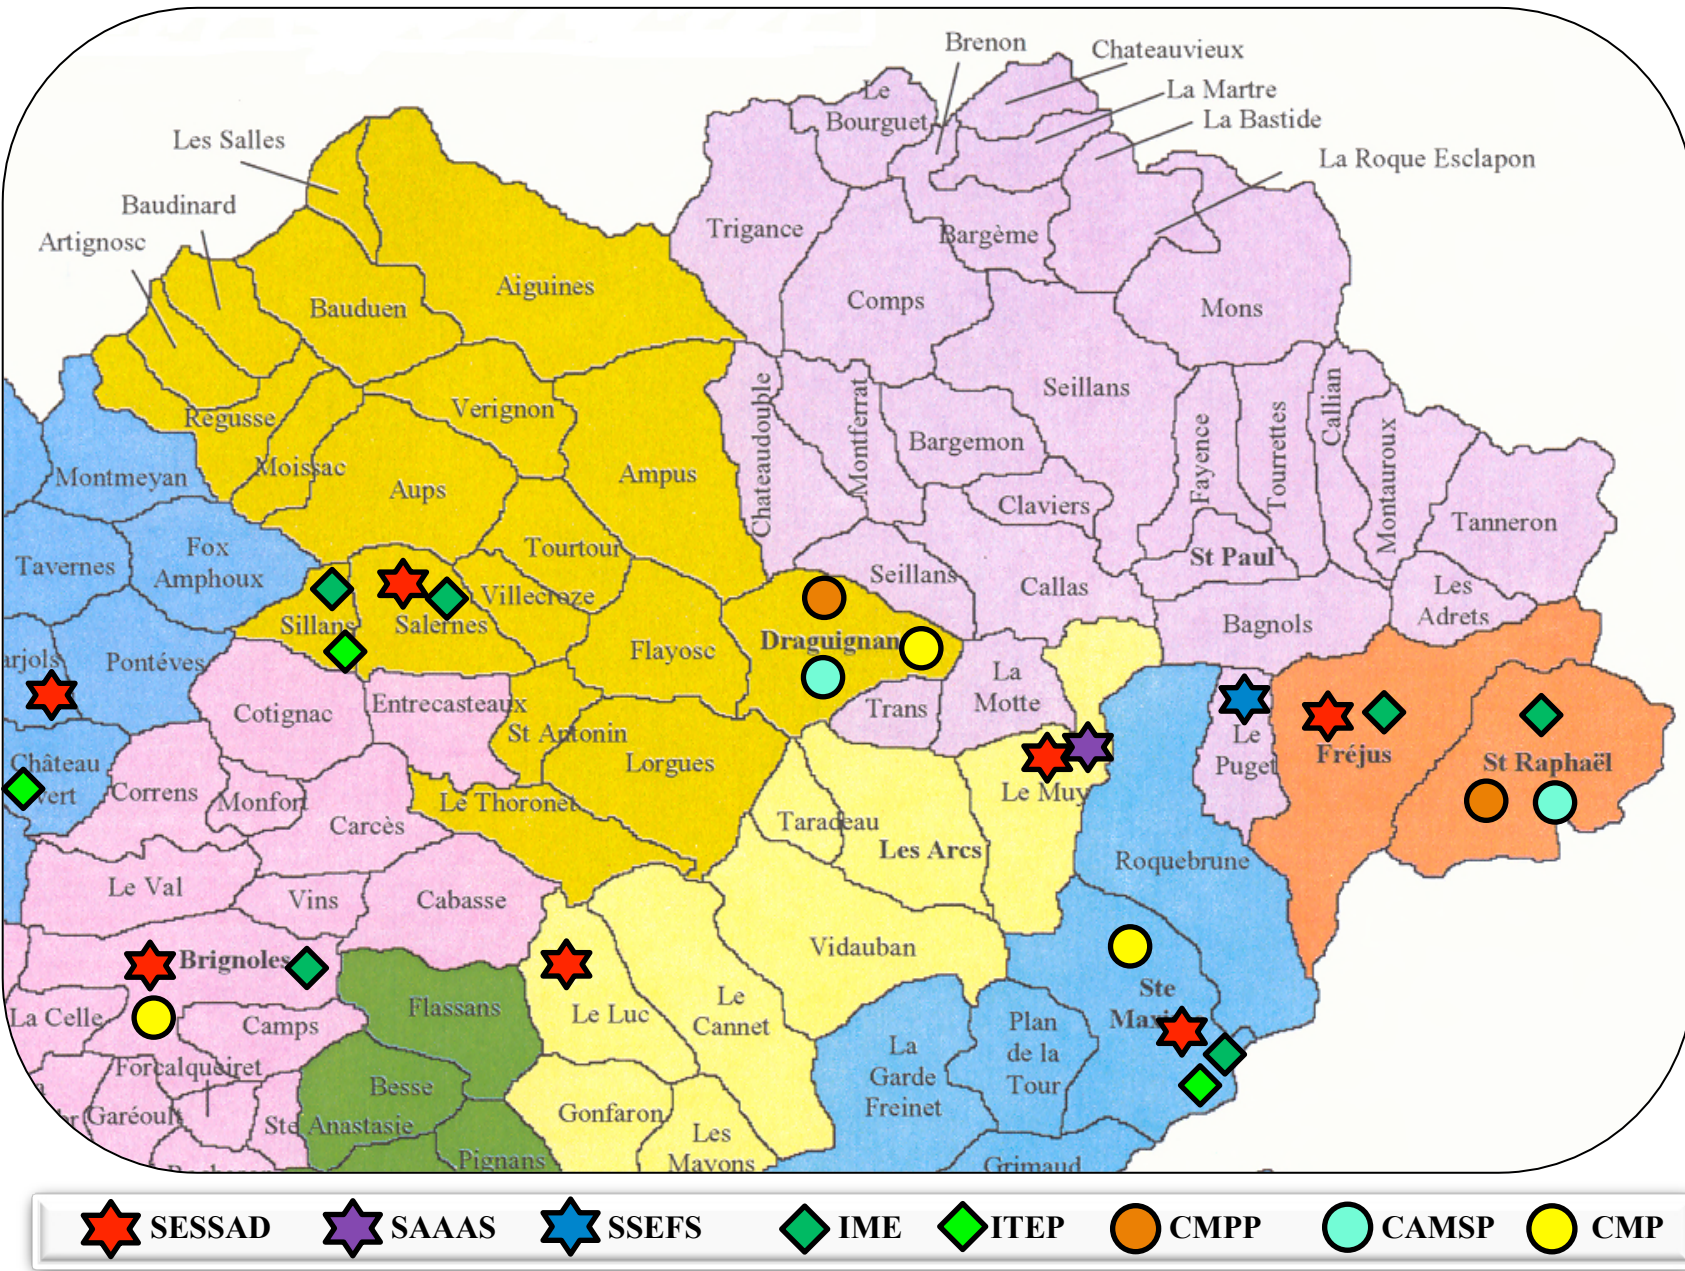 Brenon
Chateauvieux
Le
Bourguet
La Martre
La Bastide
Les Salles
La Roque Esclapon
Baudinard
Artignosc
Trigance
Bargème
Aiguines
Bauduen
Comps
Mons
Seillans
Chateaudouble
Montferrat
Callian
Verignon
Régusse
Bargemon
Fayence
Tourrettes
Montauroux
Moissac
Montmeyan
Aups
Ampus
Claviers
Tanneron
Tavernes
Fox
Amphoux
Tourtour
St Paul
Seillans
Callas
Les
Adrets
Villecroze
Sillans
Salernes
Bagnols
Draguignan
Flayosc
arjols
Pontéves
La
Motte
Trans
Cotignac
Entrecasteaux
St Antonin
Le
Puget
Fréjus
St Raphaël
Château
vert
Lorgues
Correns
Monfort
Le Thoronet
Le Muy
Carcès
Taradeau
Les Arcs
Roquebrune
Le Val
Vins
Cabasse
Vidauban
Brignoles
Ste
Flassans
Le Luc
Le
Cannet
La Celle
Camps
Plan
de la
Tour
La
Garde
Freinet
Forcalqueiret
Besse
Garéoult
Ste Anastasie
Gonfaron
Les
Mayons
Pignans
Grimaud
SESSAD SAAAS SSEFS IME ITEP CMPP CAMSP CMP